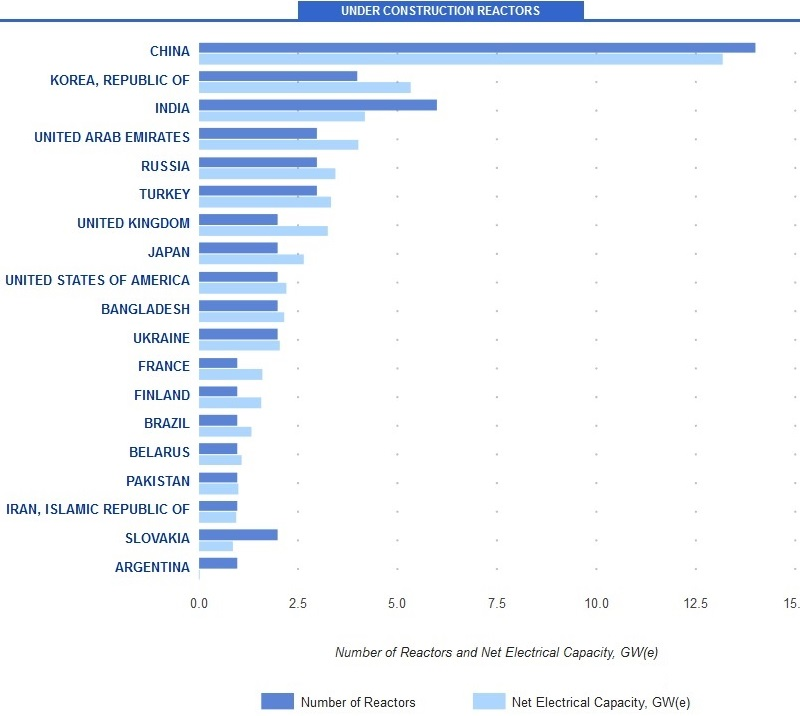 UNDER CONSTRUCTION REACTORS
CHINA
KOREA, REPUBLIC OF
INDIA
UNITED ARAB EMIRATES
RUSSIA
TURKEY
UNITED KINGDOM
JAPAN
UNITED STATES OF AMERICA
BANGLADESH
UKRAINE
FRANCE
FINLAND
BRAZIL
BELARUS
PAKISTAN
IRAN, ISLAMIC REPUBLIC OF
SLOVAKIA
ARGENTINA
0.0 2.5 5.0 7.5 10.0 12.5 15.
Number of Reactors and Net Electrical Capacity, GW(e)
Number of Reactors Net Electrical Capacity, GW(e)